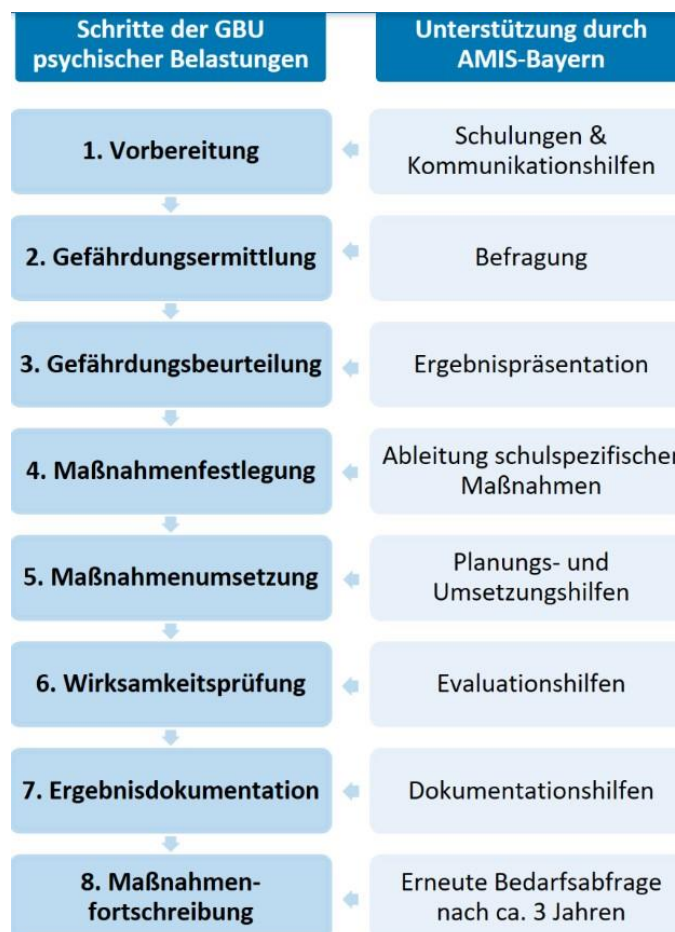 Schritte der GBU
psychischer Belastungen
Unterstützung durch
AMIS-Bayern
1. Vorbereitung
Schulungen &
Kommunikationshilfen
2. Gefährdungsermittlung
Befragung
3. Gefährdungsbeurteilung
Ergebnispräsentation
4. Maßnahmenfestlegung
Ableitung schulspezifischer
Maßnahmen
5. Maßnahmenumsetzung
Planungs- und
Umsetzungshilfen
6. Wirksamkeitsprüfung
Evaluationshilfen
7. Ergebnisdokumentation
Dokumentationshilfen
8. Maßnahmen-
fortschreibung
Erneute Bedarfsabfrage
nach ca. 3 Jahren